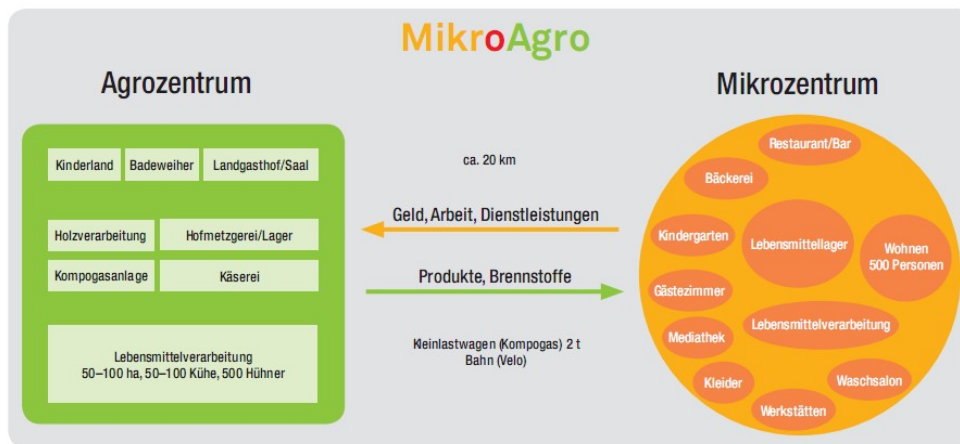 MikroAgro
Agrozentrum
Kinderland
Badeweiher
Landgasthof/Saal
Holzverarbeitung
Hofmetzgerei/Lager
Kompogasanlage
Käserei
Lebensmittelverarbeitung
50–100 ha, 50–100 Kühe, 500 Hühner
ca. 20 km
Geld, Arbeit, Dienstleistungen
Produkte, Brennstoffe
Kleinlastwagen (Kompogas) 2 t
Bahn (Velo)
Mikrozentrum
Restaurant/Bar
Bäckerei
Kindergarten
Lebensmittellager
Wohnen
500 Personen
Gästezimmer
Lebensmittelverarbeitung
Mediathek
Kleider
Waschsalon
Werkstätten